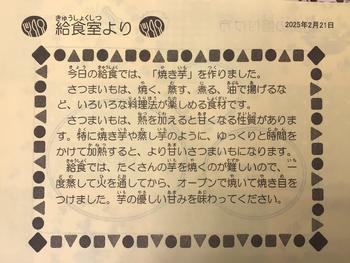 給食室より
2025年2月21日
今日の給食では、「焼き芋」を作りました。
さつまいもは、焼く、蒸す、煮る、油で揚げるな
ど、いろいろな料理法が楽しめる食材です。
さつまいもは、熱を加えると甘くなる性質がありま
す。特に焼き芋や蒸し芋のように、ゆっくりと時間を
かけて加熱すると、より甘いさつまいもになります。
給食では、たくさんの芋を焼くのが難しいので、一
度蒸して火を通してから、オーブンで焼いて焼き目を
つけました。芋の優しい甘みを味わってください。